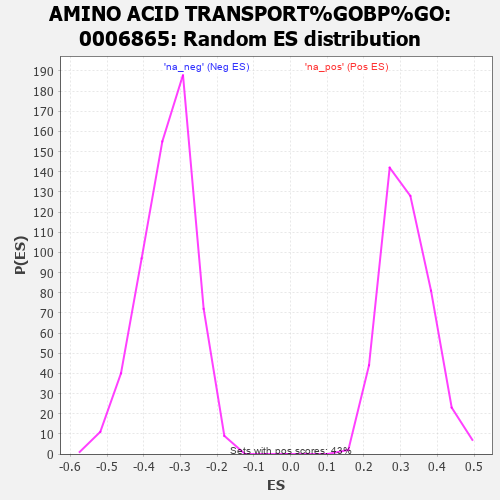 AMINO ACID TRANSPORT%GOBP%GO:
0006865: Random ES distribution
'na_neg' (Neg ES) 'na_pos' (Pos ES)
190
180
170
160
150
140
130
120
110
100
90
80
70
60
50
40
30
20
10
0
P(ES)
Sets with pos scores: 43%
-0.6 -0.5 -0.4 -0.3 -0.2 -0.1 0.0 0.1 0.2 0.3 0.4 0.5
ES